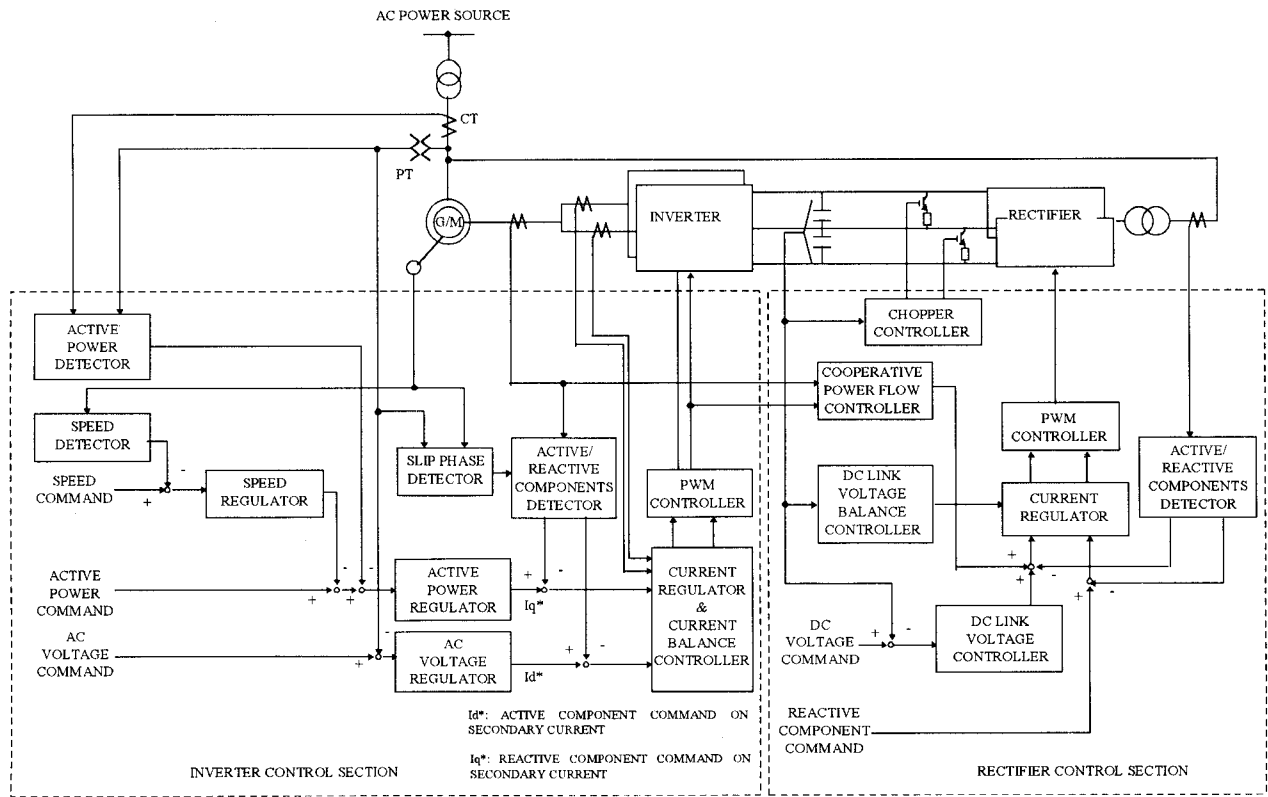 AC POWER SOURCE
CT
PT
G/M
INVERTER
RECTIFIER
ACTIVE
POWER
DETECTOR
CHOPPER
CONTROLLER
COOPERATIVE
POWER FLOW
CONTROLLER
SPEED
DETECTOR
SPEED
COMMAND
-
+
SPEED
REGULATOR
SLIP PHASE
DETECTOR
ACTIVE/
REACTIVE
COMPONENTS
DETECTOR
PWM
CONTROLLER
DC LINK
VOLTAGE
BALANCE
CONTROLLER
PWM
CONTROLLER
CURRENT
REGULATOR
ACTIVE/
REACTIVE
COMPONENTS
DETECTOR
ACTIVE
POWER
COMMAND
-
+
-
+
ACTIVE
POWER
REGULATOR
+
-
Iq*
CURRENT
REGULATOR
&
CURRENT
BALANCE
CONTROLLER
+
+
-
+
-
AC
VOLTAGE
COMMAND
-
+
AC
VOLTAGE
REGULATOR
+
-
Id*
DC
VOLTAGE
COMMAND
+
-
DC LINK
VOLTAGE
CONTROLLER
Id*: ACTIVE COMPONENT COMMAND ON
SECONDARY CURRENT
Iq*: REACTIVE COMPONENT COMMAND ON
SECONDARY CURRENT
REACTIVE
COMPONENT
COMMAND
INVERTER CONTROL SECTION
RECTIFIER CONTROL SECTION